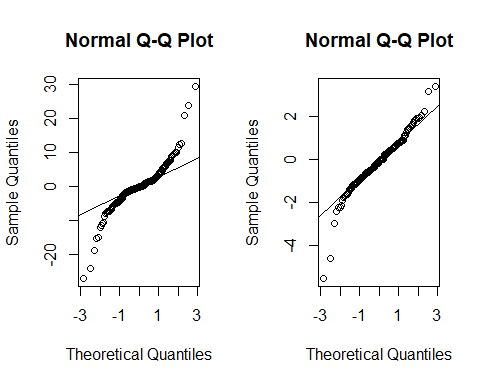 Normal Q-Q Plot
Sample Quantiles
30
20
10
0
-20
-3
-1
1
3
Theoretical Quantiles
Normal Q-Q Plot
Sample Quantiles
2
0
-2
-4
-3
-1
1
3
Theoretical Quantiles